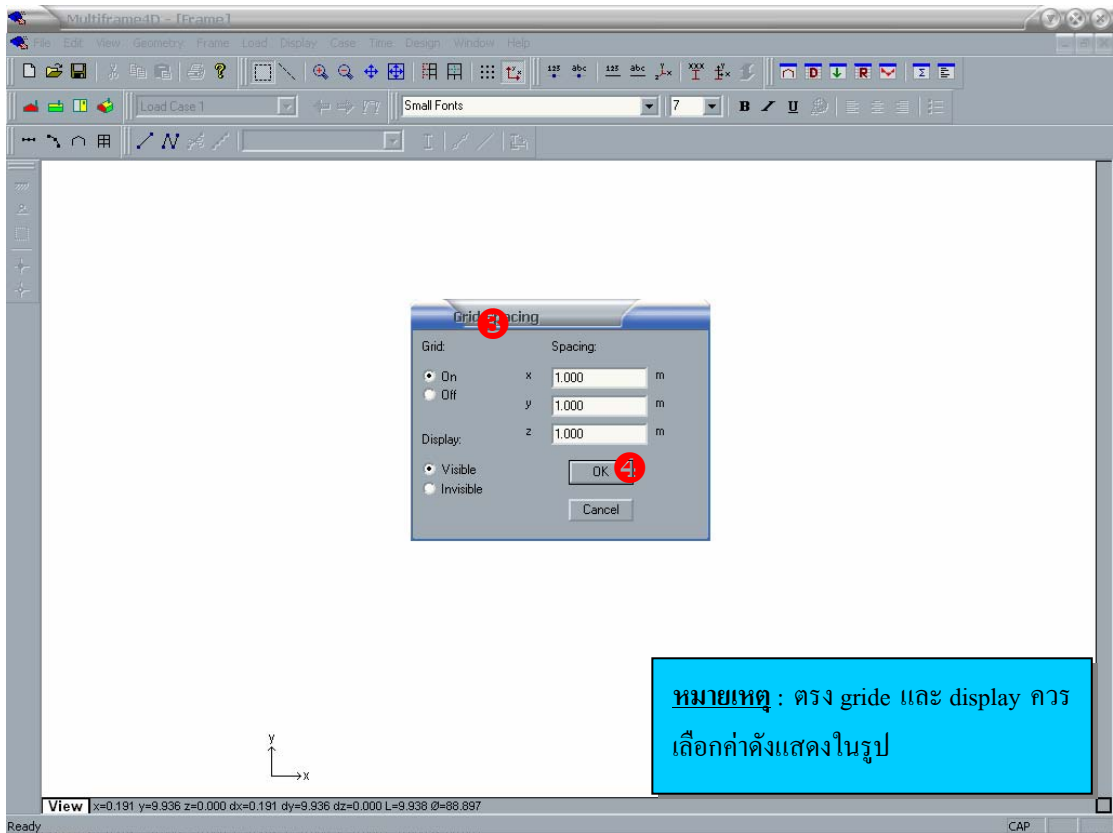 Multiframe4D - [Frame]
File Edit View Geometry Frame Load Display Case Time Design Window Help
Load Case 1 Small Fonts 7 B I U
Grid Spacing
3
Grid: Spacing:
On x 1.000 m
Off
y 1.000 m
z 1.000 m
Display:
Visible OK 4
Invisible
Cancel
หมายเหตุ : ตรง gride และ display ควร
เลือกค่าดังแสดงในรูป
y
x
View x=0.191 y=9.936 z=0.000 dx=0.191 dy=9.936 dz=0.000 L=9.938 Ø=88.897
Ready CAP